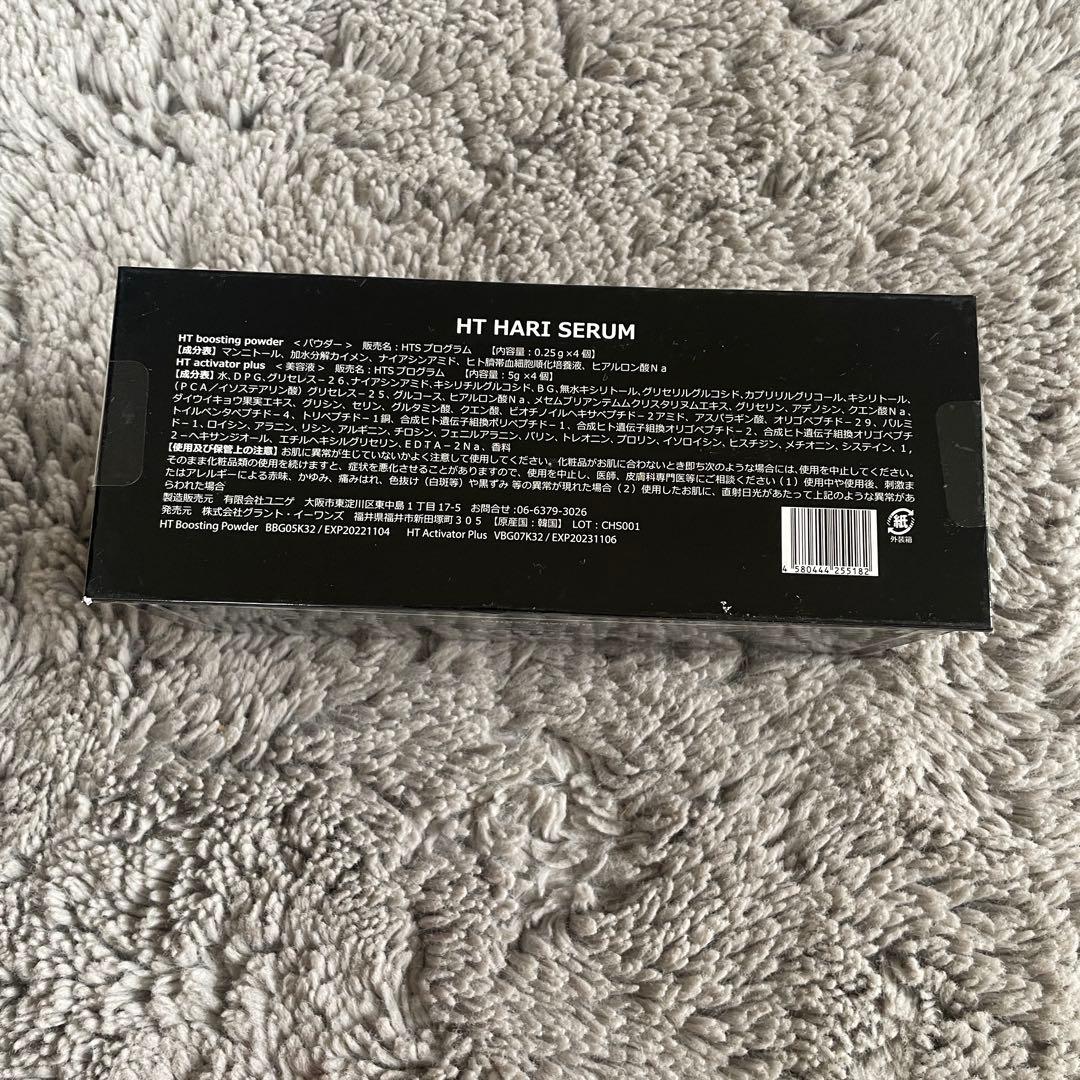 HT HARI SERUM
HT boosting powder ＜パウダー＞ 販売名：HTSプログラム 【内容量：0.25ｇ×4個】
【成分表】マンニトール、加水分解カイメン、ナイアシンアミド、ヒト臍帯血細胞順化培養液、ヒアルロン酸Ｎａ
HT activator plus ＜美容液＞ 販売名：HTSプログラム 【内容量：5g×4個】
【成分表】水、ＤＰＧ、グリセレス－２６、ナイアシンアミド、キシリチルグルコシド、ＢＧ、無水キシリトール、グリセリルグルコシド、カプリリルグリコール、キシリトール、
（ＰＣＡ／イソステアリン酸）グリセレス－２５、グルコース、ヒアルロン酸Ｎａ、メセムブリアンテムムクリスタリヌムエキス、グリセリン、アデノシン、クエン酸Ｎａ、
ダイウイキョウ果実エキス、グリシン、セリン、グルタミン酸、クエン酸、ビオチノイルヘキサペプチド－２アミド、アスパラギン酸、オリゴペプチド－２９、パルミ
トイルペンタペプチド－４、トリペプチド－１銅、合成ヒト遺伝子組換ポリペプチド－１、合成ヒト遺伝子組換オリゴペプチド－２、合成ヒト遺伝子組換オリゴペプチ
ド－１、ロイシン、アラニン、リシン、アルギニン、チロシン、フェニルアラニン、バリン、トレオニン、プロリン、イソロイシン、ヒスチジン、メチオニン、システイン、１，
２－ヘキサンジオール、エチルヘキシルグリセリン、ＥＤＴＡ－２Ｎａ、香料
【使用及び保管上の注意】お肌に異常が生じていないかよく注意して使用してください。化粧品がお肌に合わないとき即ち次のような場合には、使用を中止してください。
そのまま化粧品類の使用を続けますと、症状を悪化させることがありますので、使用を中止し、医師、皮膚科専門医等にご相談ください（１）使用中や使用後、刺激ま
たはアレルギーによる赤味、かゆみ、痛みはれ、色抜け（白斑等）や黒ずみ 等の異常が現れた場合（２）使用したお肌に、直射日光があたって上記のような異常があ
らわれた場合
製造販売元 有限会社ユニゲ 大阪市東淀川区東中島１丁目17-5 お問合せ：06-6379-3026
発売元 株式会社グラント・イーワンズ 福井県福井市新田塚町３０５ 【原産国：韓国】 LOT：CHS001
HT Boosting Powder BBG05K32 / EXP20221104 HT Activator Plus VBG07K32 / EXP20231106
紙
外装箱
4 580444 255182